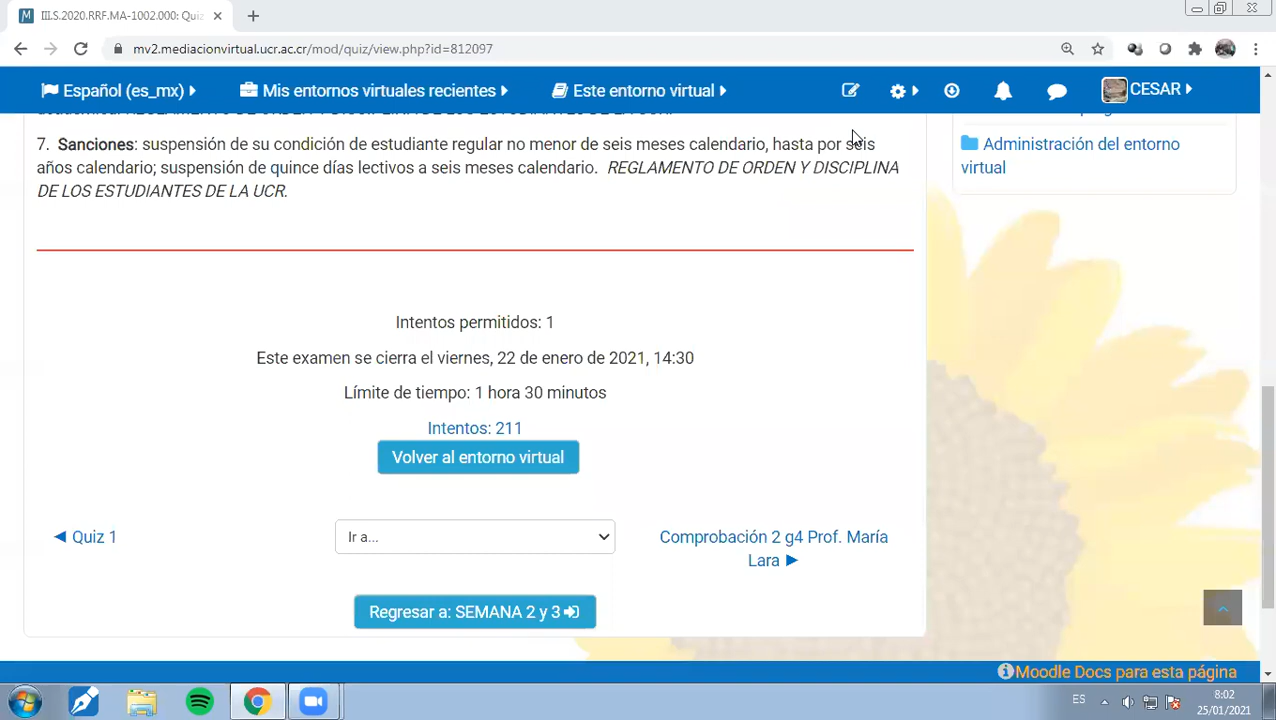 III.S.2020.RRF.MA-1002.000: Quiz
mv2.mediacionvirtual.ucr.ac.cr/mod/quiz/view.php?id=812097
Español (es_mx)
Mis entornos virtuales recientes
Este entorno virtual
CESAR
7. Sanciones: suspensión de su condición de estudiante regular no menor de seis meses calendario, hasta por seis
años calendario; suspensión de quince días lectivos a seis meses calendario. REGLAMENTO DE ORDEN Y DISCIPLINA
DE LOS ESTUDIANTES DE LA UCR.
Administración del entorno
virtual
Intentos permitidos: 1
Este examen se cierra el viernes, 22 de enero de 2021, 14:30
Límite de tiempo: 1 hora 30 minutos
Intentos: 211
Volver al entorno virtual
◄ Quiz 1
Ir a...
Comprobación 2 g4 Prof. María
Lara ►
Regresar a: SEMANA 2 y 3
Moodle Docs para esta página
ES
8:02
25/01/2021